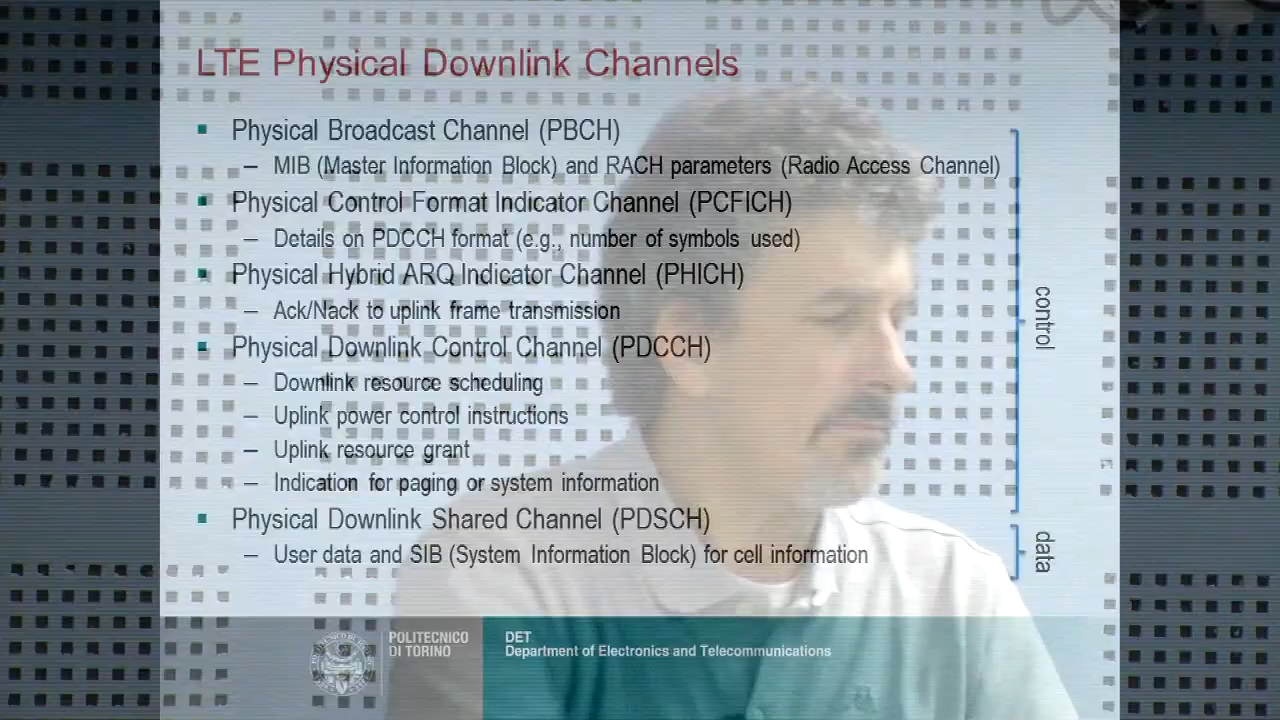 LTE Physical Downlink Channels
▪ Physical Broadcast Channel (PBCH)
– MIB (Master Information Block) and RACH parameters (Radio Access Channel)
▪ Physical Control Format Indicator Channel (PCFICH)
– Details on PDCCH format (e.g., number of symbols used)
▪ Physical Hybrid ARQ Indicator Channel (PHICH)
– Ack/Nack to uplink frame transmission
▪ Physical Downlink Control Channel (PDCCH)
– Downlink resource scheduling
– Uplink power control instructions
– Uplink resource grant
– Indication for paging or system information
▪ Physical Downlink Shared Channel (PDSCH)
– User data and SIB (System Information Block) for cell information
control
data
POLITECNICO
DI TORINO
DET
Department of Electronics and Telecommunications